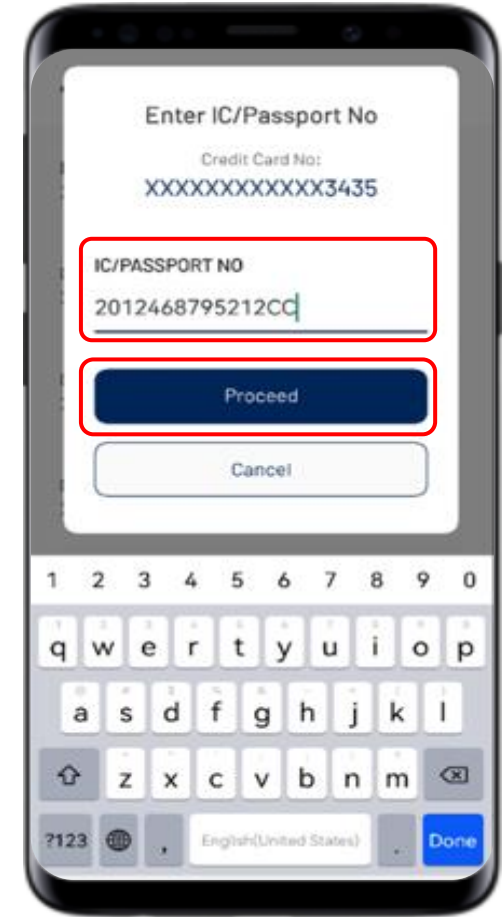 Enter IC/Passport No
Credit Card No:
XXXXXXXXXXXX3435
IC/PASSPORT NO
2012468795212CC
Proceed
Cancel
1 2 3 4 5 6 7 8 9 0
q w e r t y u i o p
a s d f g h j k l
z x c v b n m
?123 , English(United States) . Done